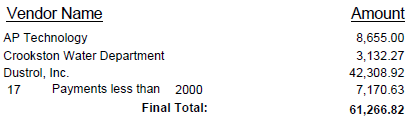 Vendor Name Amount
AP Technology 8,655.00
Crookston Water Department 3,132.27
Dustrol, Inc. 42,308.92
17 Payments less than 2000 7,170.63
Final Total: 61,266.82